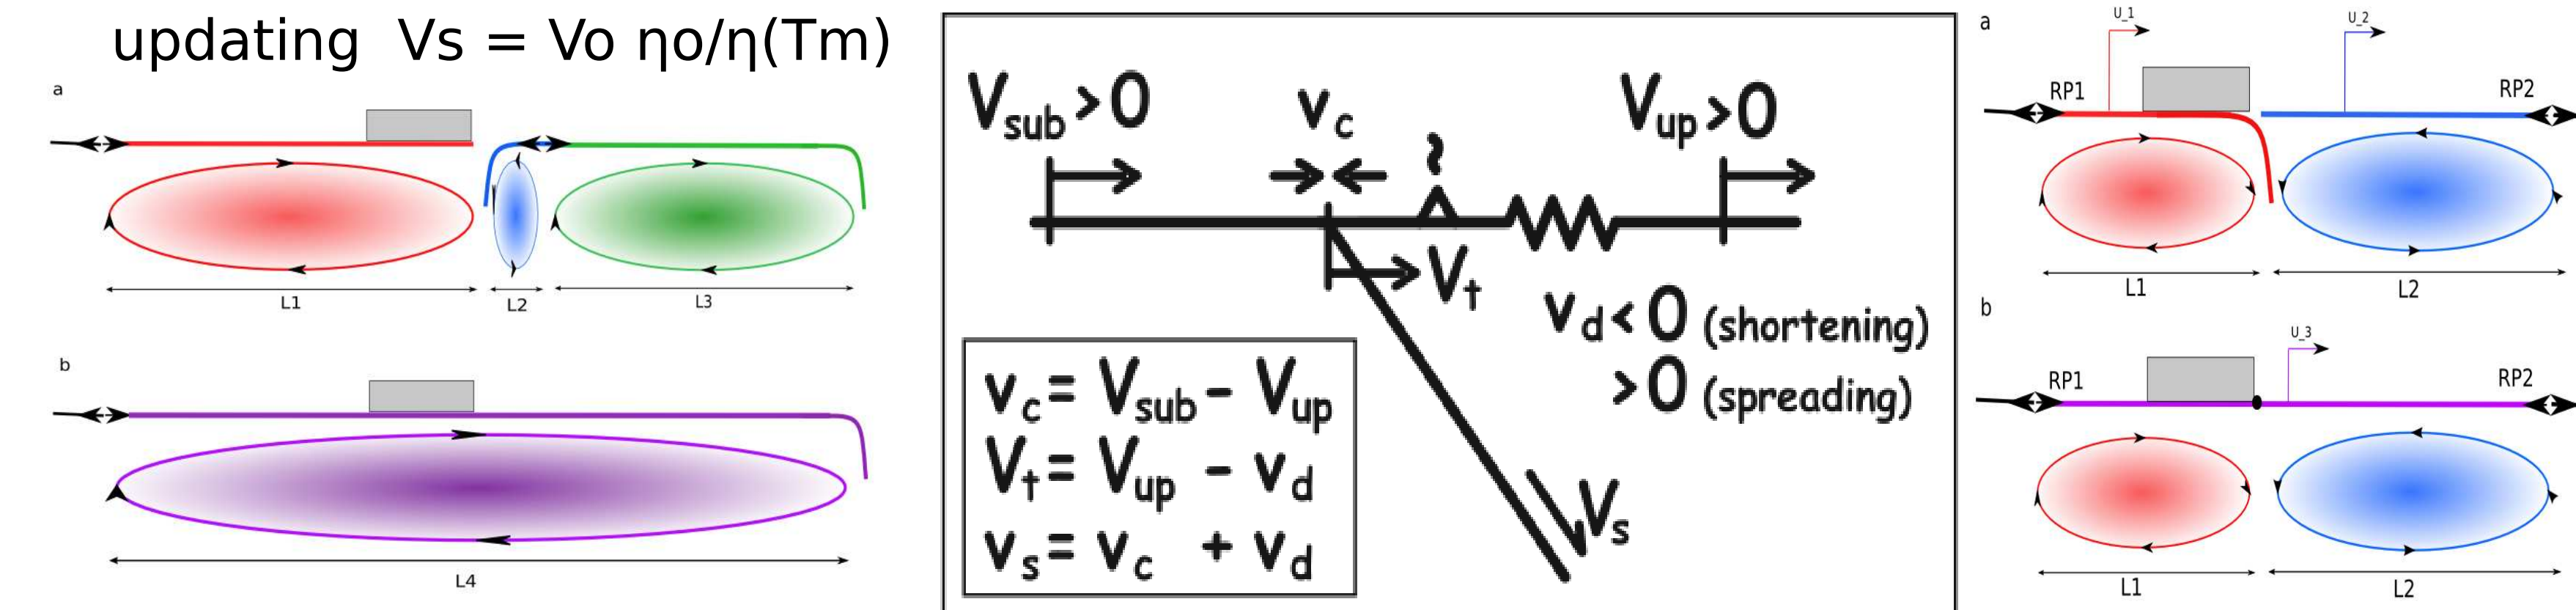 updating Vs = Vo ηo/η(Tm)
a
L1
L2
L3
b
L4
Vsub>0
vc
Vup>0
~
Vt
vd<0 (shortening)
>0 (spreading)
vc= Vsub- Vup
Vt= Vup - vd
vs= vc + vd
Vs
a
U_1
U_2
RP1
RP2
L1
L2
b
U_3
RP1
RP2
L1
L2